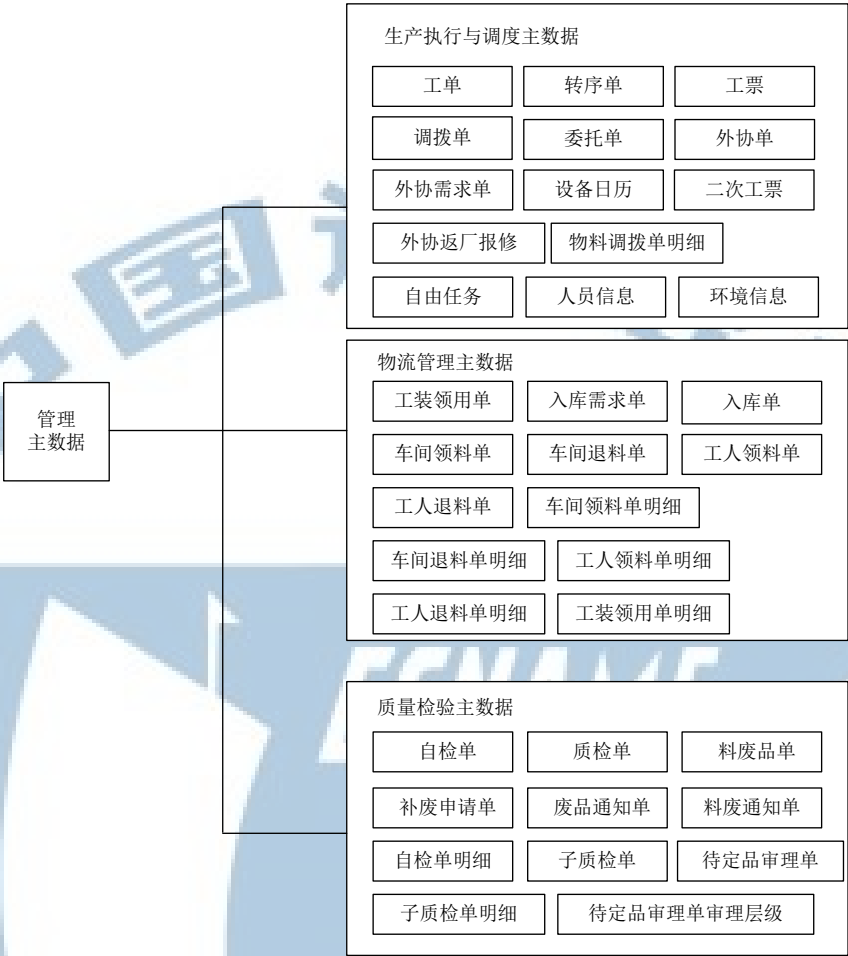 生产执行与调度主数据
工单 转序单 工票
调拨单 委托单 外协单
外协需求单 设备日历 二次工票
外协返厂报修 物料调拨单明细
自由任务 人员信息 环境信息
管理
主数据
物流管理主数据
工装领用单 入库需求单 入库单
车间领料单 车间退料单 工人领料单
工人退料单 车间领料单明细
车间退料单明细 工人领料单明细
工人退料单明细 工装领用单明细
质量检验主数据
自检单 质检单 料废品单
补废申请单 废品通知单 料废通知单
自检单明细 子质检单 待定品审理单
子质检单明细 待定品审理单审理层级